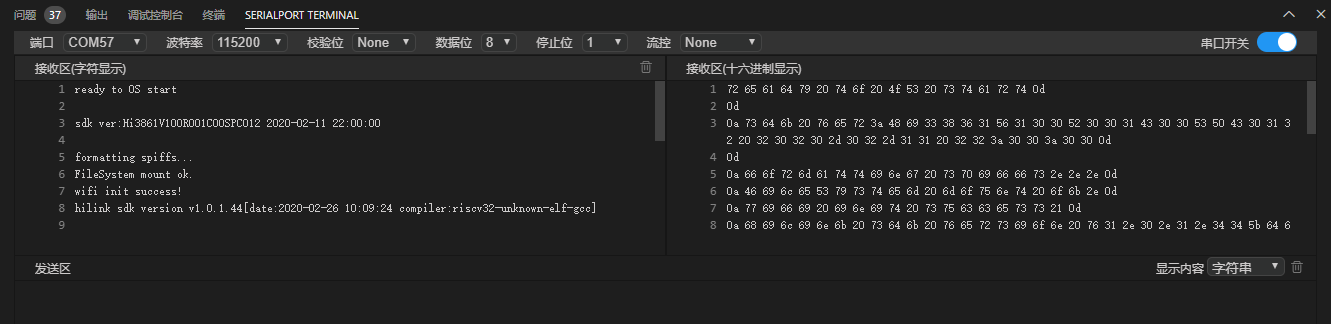 问题 37 输出 调试控制台 终端 SERIALPORT TERMINAL
端口 COM57 波特率 115200 校验位 None 数据位 8 停止位 1 流控 None 串口开关
接收区(字符显示)
1 ready to OS start
2
3 sdk ver:Hi3861V100R001C00SPC012 2020-02-11 22:00:00
4
5 formatting spiffs...
6 FileSystem mount ok.
7 wifi init success!
8 hilink sdk version v1.0.1.44[date:2020-02-26 10:09:24 compiler:riscv32-unknown-elf-gcc]
9
接收区(十六进制显示)
1 72 65 61 64 79 20 74 6f 20 4f 53 20 73 74 61 72 74 0d
2 0d
3 0a 73 64 6b 20 76 65 72 3a 48 69 33 38 36 31 56 31 30 30 52 30 30 31 43 30 30 53 50 43 30 31 3
2 20 32 30 32 30 2d 30 32 2d 31 31 20 32 32 3a 30 30 3a 30 30 0d
4 0d
5 0a 66 6f 72 6d 61 74 74 69 6e 67 20 73 70 69 66 66 73 2e 2e 2e 0d
6 0a 46 69 6c 65 53 79 73 74 65 6d 20 6d 6f 75 6e 74 20 6f 6b 2e 0d
7 0a 77 69 66 69 20 69 6e 69 74 20 73 75 63 63 65 73 73 21 0d
8 0a 68 69 6c 69 6e 6b 20 73 64 6b 20 76 65 72 73 69 6f 6e 20 76 31 2e 30 2e 31 2e 34 34 5b 64 6
发送区 显示内容 字符串